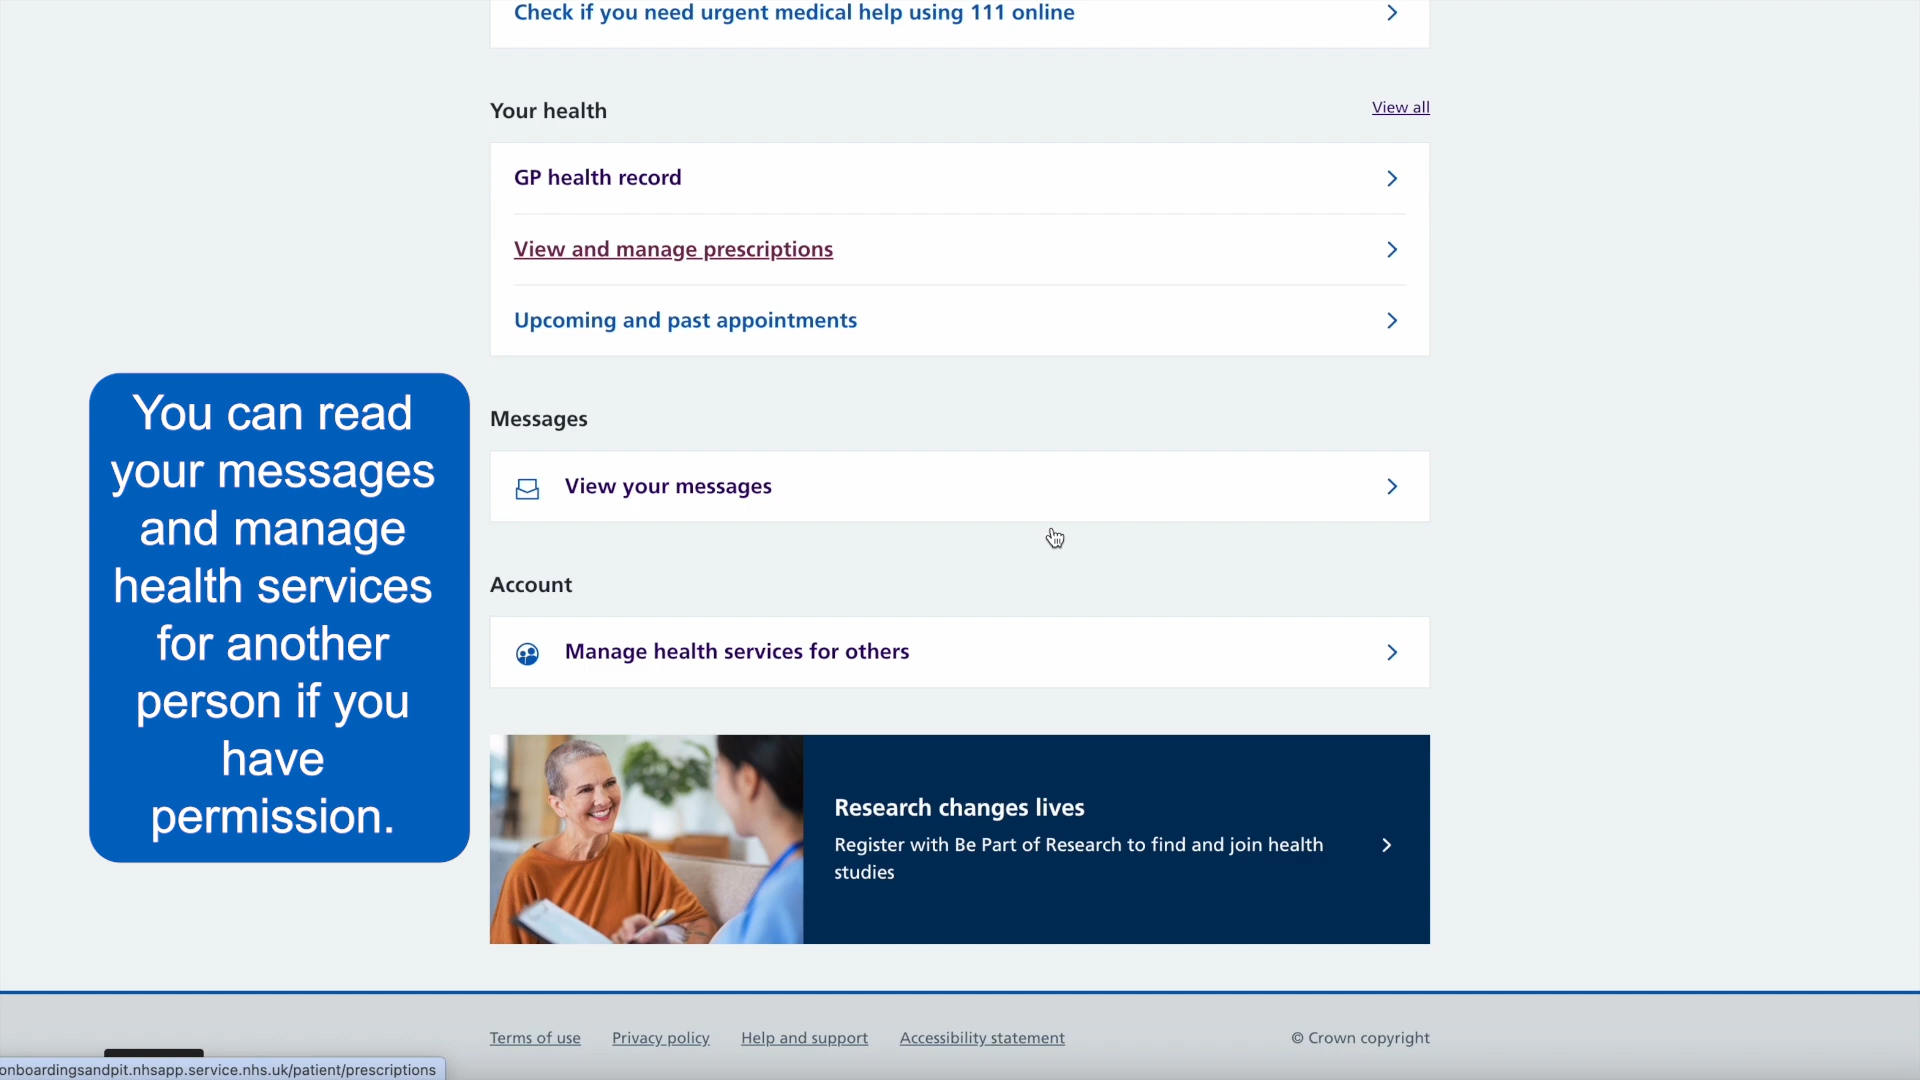 Check if you need urgent medical help using 111 online
Your health
View all
GP health record
View and manage prescriptions
Upcoming and past appointments
You can read
your messages
and manage
health services
for another
person if you
have
permission.
Messages
View your messages
Account
Manage health services for others
Research changes lives
Register with Be Part of Research to find and join health
studies
Terms of use
Privacy policy
Help and support
Accessibility statement
© Crown copyright
onboardingsandpit.nhsapp.service.nhs.uk/patient/prescriptions